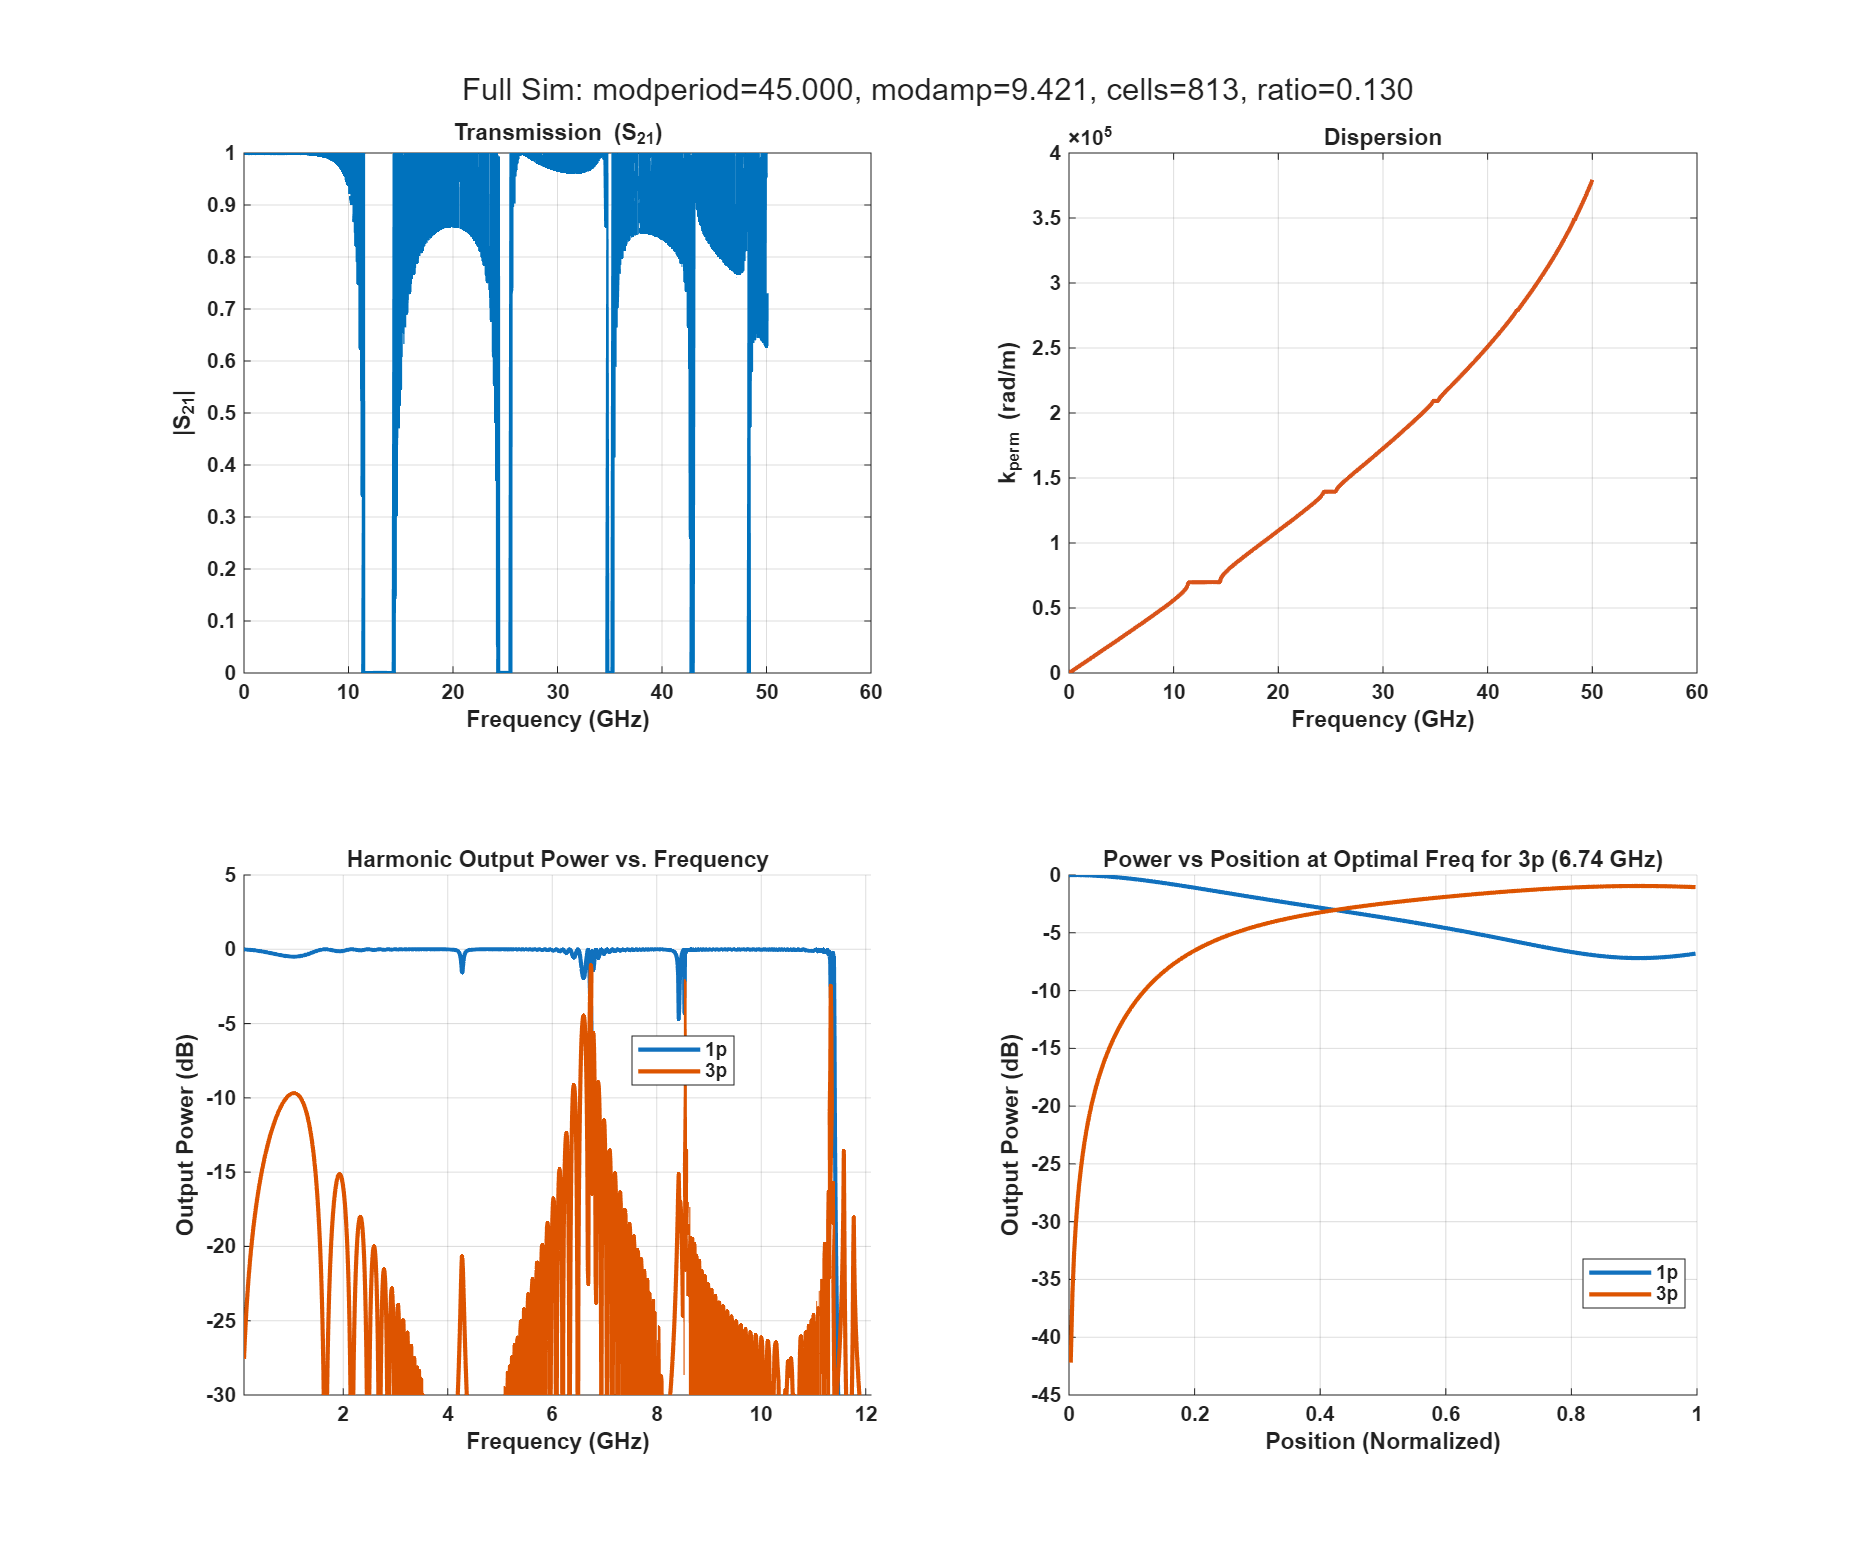 Full Sim: modperiod=45.000, modamp=9.421, cells=813, ratio=0.130
Transmission (S21)
1
0.9
0.8
0.7
0.6
0.5
0.4
0.3
0.2
0.1
0
|S21|
0 10 20 30 40 50 60
Frequency (GHz)
×10^5
Dispersion
4
3.5
3
2.5
2
1.5
1
0.5
0
kperm (rad/m)
0 10 20 30 40 50 60
Frequency (GHz)
Harmonic Output Power vs. Frequency
5
0
-5
-10
-15
-20
-25
-30
Output Power (dB)
1p
3p
2 4 6 8 10 12
Frequency (GHz)
Power vs Position at Optimal Freq for 3p (6.74 GHz)
0
-5
-10
-15
-20
-25
-30
-35
-40
-45
Output Power (dB)
1p
3p
0 0.2 0.4 0.6 0.8 1
Position (Normalized)